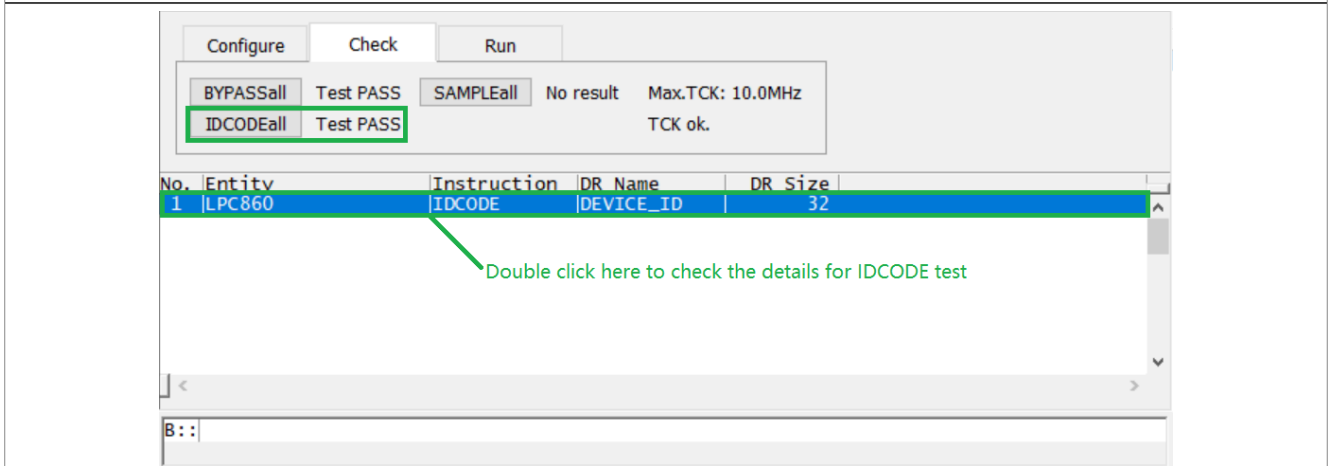 Configure Check Run
BYPASSall Test PASS SAMPLEall No result Max.TCK: 10.0MHz
IDCODEall Test PASS TCK ok.
No. Entity Instruction DR Name DR Size
1 LPC860 IDCODE DEVICE_ID 32
Double click here to check the details for IDCODE test
B::